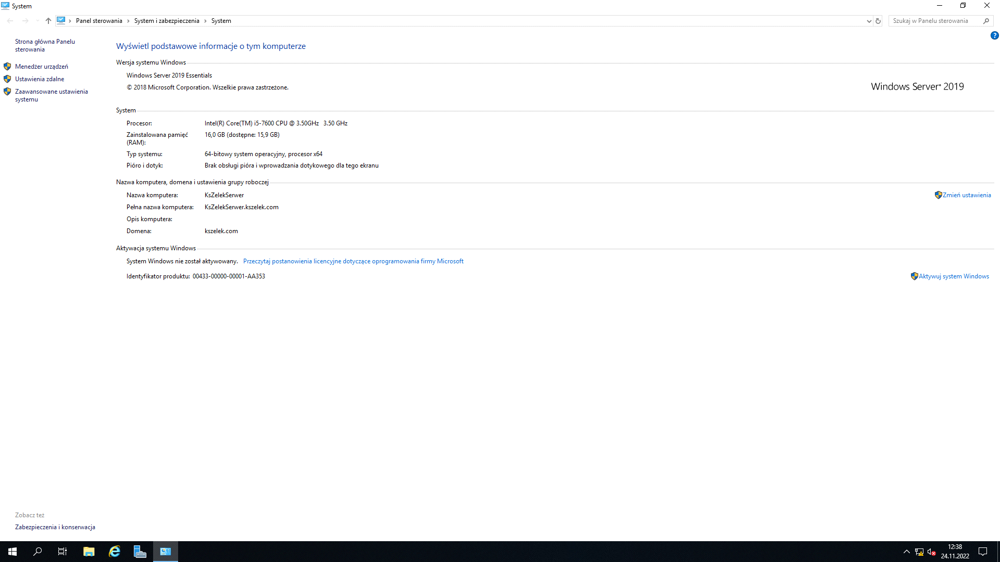 System
Panel sterowania > System i zabezpieczenia > System
Szukaj w Panelu sterowania
?
Strona główna Panelu
sterowania
Menedżer urządzeń
Ustawienia zdalne
Zaawansowane ustawienia
systemu
Wyświetl podstawowe informacje o tym komputerze
Wersja systemu Windows
Windows Server 2019 Essentials
© 2018 Microsoft Corporation. Wszelkie prawa zastrzeżone.
Windows Server® 2019
System
Procesor: Intel(R) Core(TM) i5-7600 CPU @ 3.50GHz 3.50 GHz
Zainstalowana pamięć 16,0 GB (dostępne: 15,9 GB)
(RAM):
Typ systemu: 64-bitowy system operacyjny, procesor x64
Pióro i dotyk: Brak obsługi pióra i wprowadzania dotykowego dla tego ekranu
Nazwa komputera, domena i ustawienia grupy roboczej
Nazwa komputera: KsZelekSerwer
Zmień ustawienia
Pełna nazwa komputera: KsZelekSerwer.kszelek.com
Opis komputera:
Domena: kszelek.com
Aktywacja systemu Windows
System Windows nie został aktywowany. Przeczytaj postanowienia licencyjne dotyczące oprogramowania firmy Microsoft
Identyfikator produktu: 00433-00000-00001-AA353
Aktywuj system Windows
Zobacz też
Zabezpieczenia i konserwacja
12:38
24.11.2022